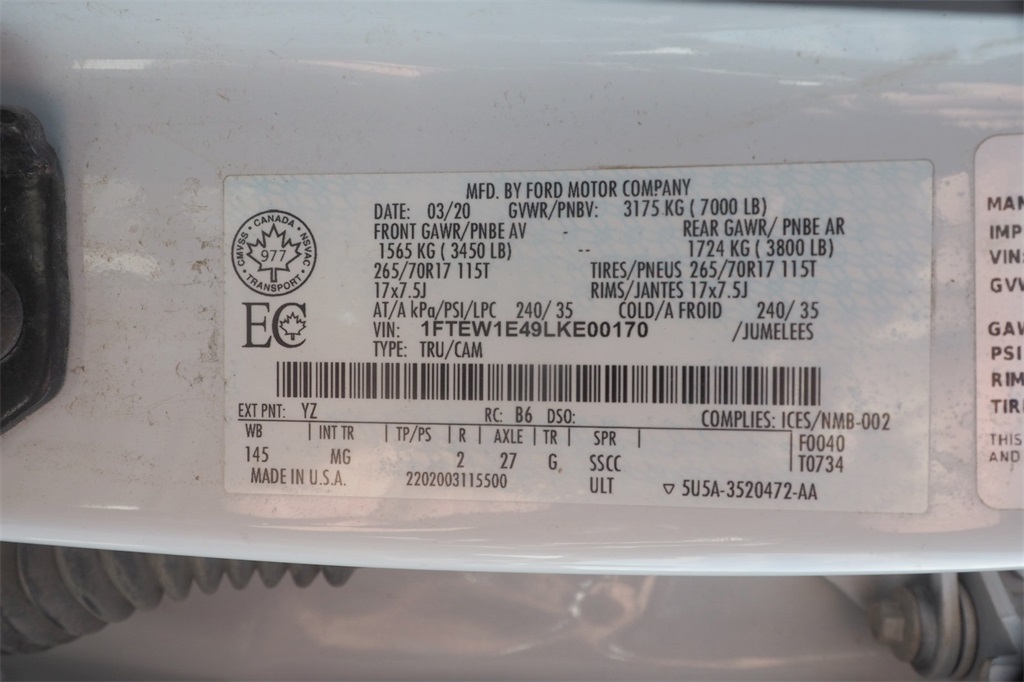 MFD. BY FORD MOTOR COMPANY
DATE: 03/20 GVWR/PNBV: 3175 KG ( 7000 LB)
FRONT GAWR/PNBE AV REAR GAWR/ PNBE AR
1565 KG ( 3450 LB) -- 1724 KG ( 3800 LB)
265/70R17 115T TIRES/PNEUS 265/70R17 115T
17x7.5J RIMS/JANTES 17x7.5J
AT/A kPa/PSI/LPC 240/ 35 COLD/A FROID 240/ 35
VIN: 1FTEW1E49LKE00170 /JUMELEES
TYPE: TRU/CAM
CANADA
CMVSS · NSVAC
977
TRANSPORT
EC
EXT PNT: YZ RC: B6 DSO: COMPLIES: ICES/NMB-002
WB | INT TR | TP/PS | R | AXLE | TR | SPR | F0040
145 MG 2 27 G SSCC T0734
MADE IN U.S.A. 2202003115500 ULT 5U5A-3520472-AA
MAN
IMP
VIN:
GVW
GAW
PSI
RIM
TIRE
THIS
AND